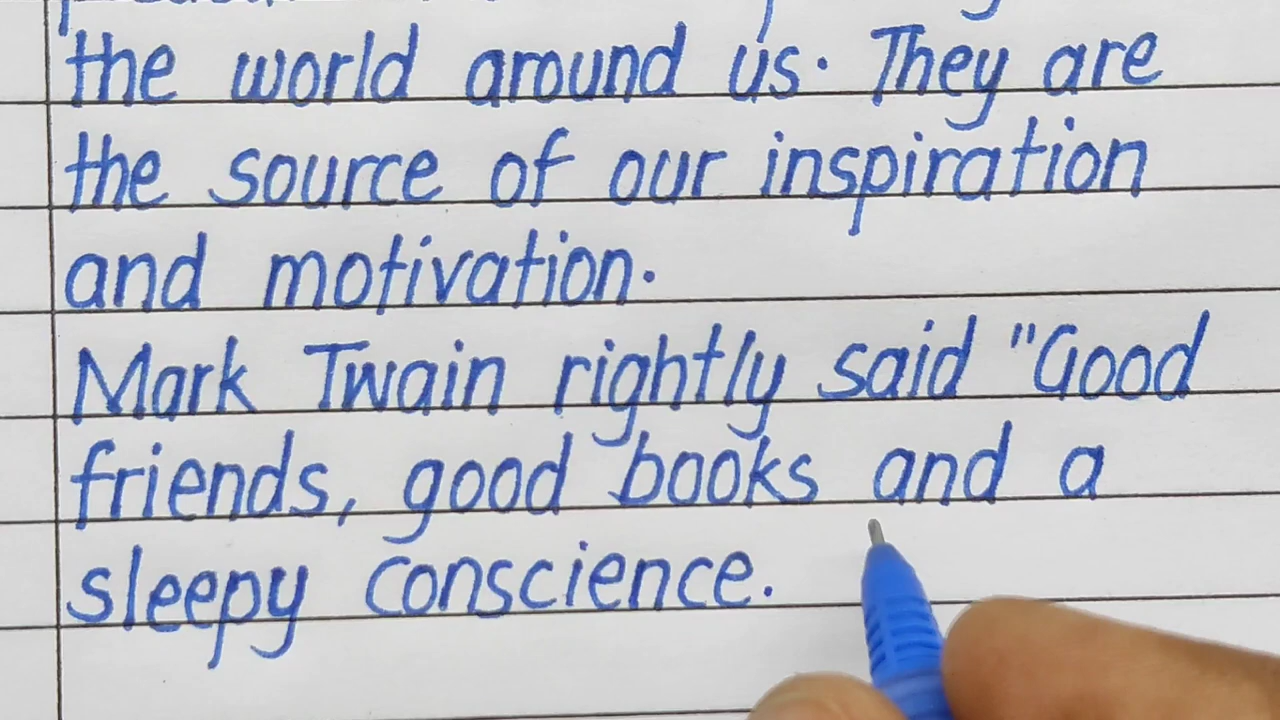 the world around us. They are
the source of our inspiration
and motivation.
Mark Twain rightly said "Good
friends, good books and a
sleepy conscience.